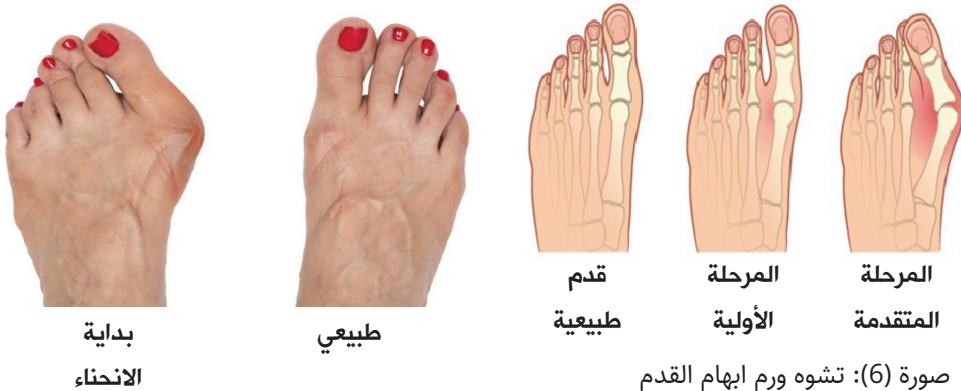 المرحلة
المتقدمة
المرحلة
الأولية
قدم
طبيعية
طبيعي
بداية
الانحناء
صورة (6): تشوه ورم ابهام القدم